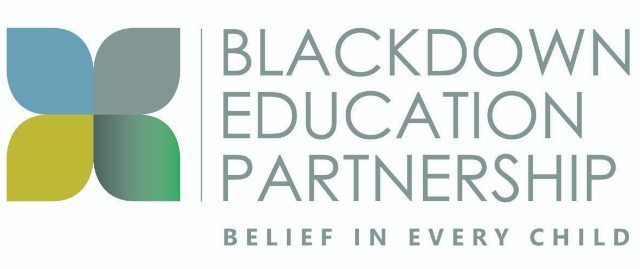 BLACKDOWN
EDUCATION
PARTNERSHIP
BELIEF IN EVERY CHILD